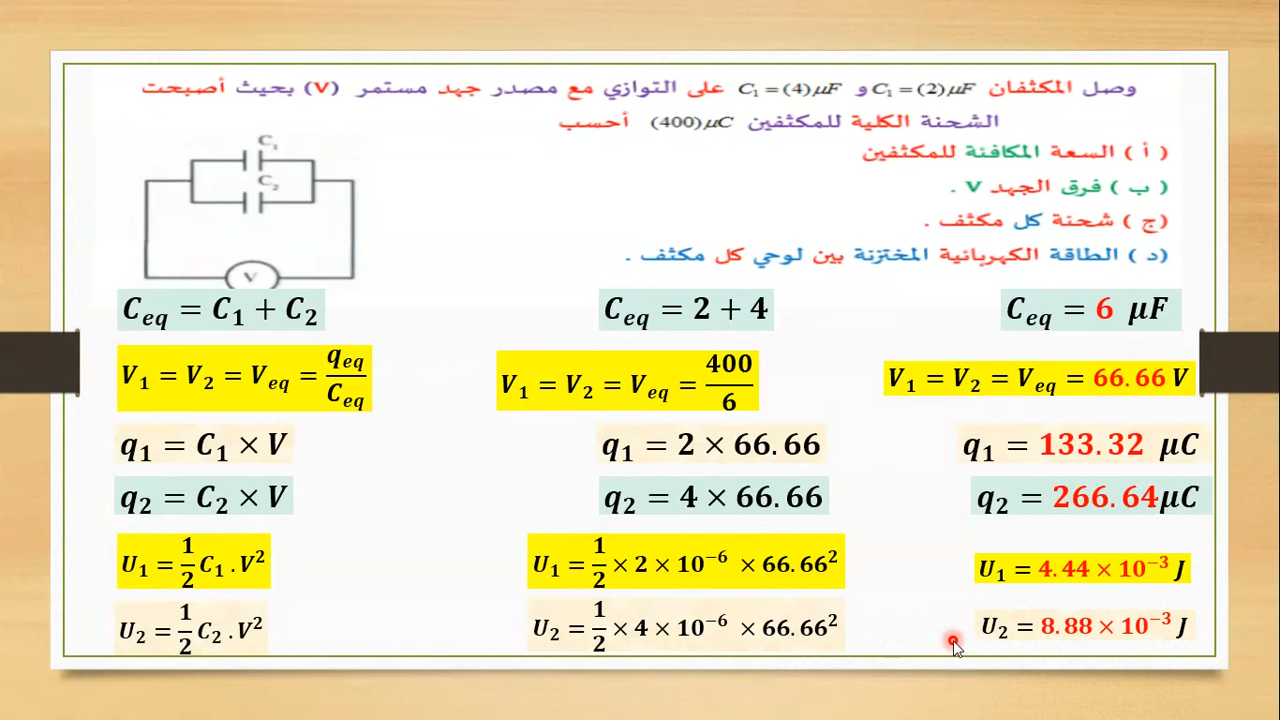 وصل المكثفان C₁ = (2)μF و C₁ = (4)μF على التوازي مع مصدر جهد مستمر (V) بحيث أصبحت
الشحنة الكلية للمكثفين (400)μC أحسب
( أ ) السعة المكافئة للمكثفين
( ب ) فرق الجهد V .
( ج ) شحنة كل مكثف .
( د ) الطاقة الكهربائية المختزنة بين لوحي كل مكثف .
C₁
C₂
V
C_eq = C₁ + C₂
C_eq = 2 + 4
C_eq = 6 μF
V₁ = V₂ = V_eq = q_eq / C_eq
V₁ = V₂ = V_eq = 400 / 6
V₁ = V₂ = V_eq = 66.66 V
q₁ = C₁ × V
q₁ = 2 × 66.66
q₁ = 133.32 μC
q₂ = C₂ × V
q₂ = 4 × 66.66
q₂ = 266.64μC
U₁ = 1/2 C₁ . V²
U₁ = 1/2 × 2 × 10⁻⁶ × 66.66²
U₁ = 4.44 × 10⁻³ J
U₂ = 1/2 C₂ . V²
U₂ = 1/2 × 4 × 10⁻⁶ × 66.66²
U₂ = 8.88 × 10⁻³ J